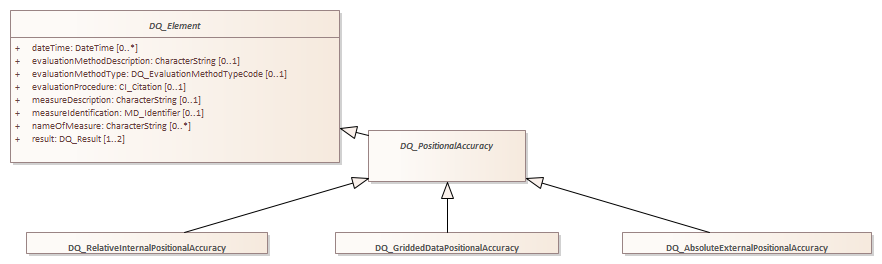 DQ_Element
+ dateTime: DateTime [0..*]
+ evaluationMethodDescription: CharacterString [0..1]
+ evaluationMethodType: DQ_EvaluationMethodTypeCode [0..1]
+ evaluationProcedure: CI_Citation [0..1]
+ measureDescription: CharacterString [0..1]
+ measureIdentification: MD_Identifier [0..1]
+ nameOfMeasure: CharacterString [0..*]
+ result: DQ_Result [1..2]
DQ_PositionalAccuracy
DQ_RelativeInternalPositionalAccuracy
DQ_GriddedDataPositionalAccuracy
DQ_AbsoluteExternalPositionalAccuracy